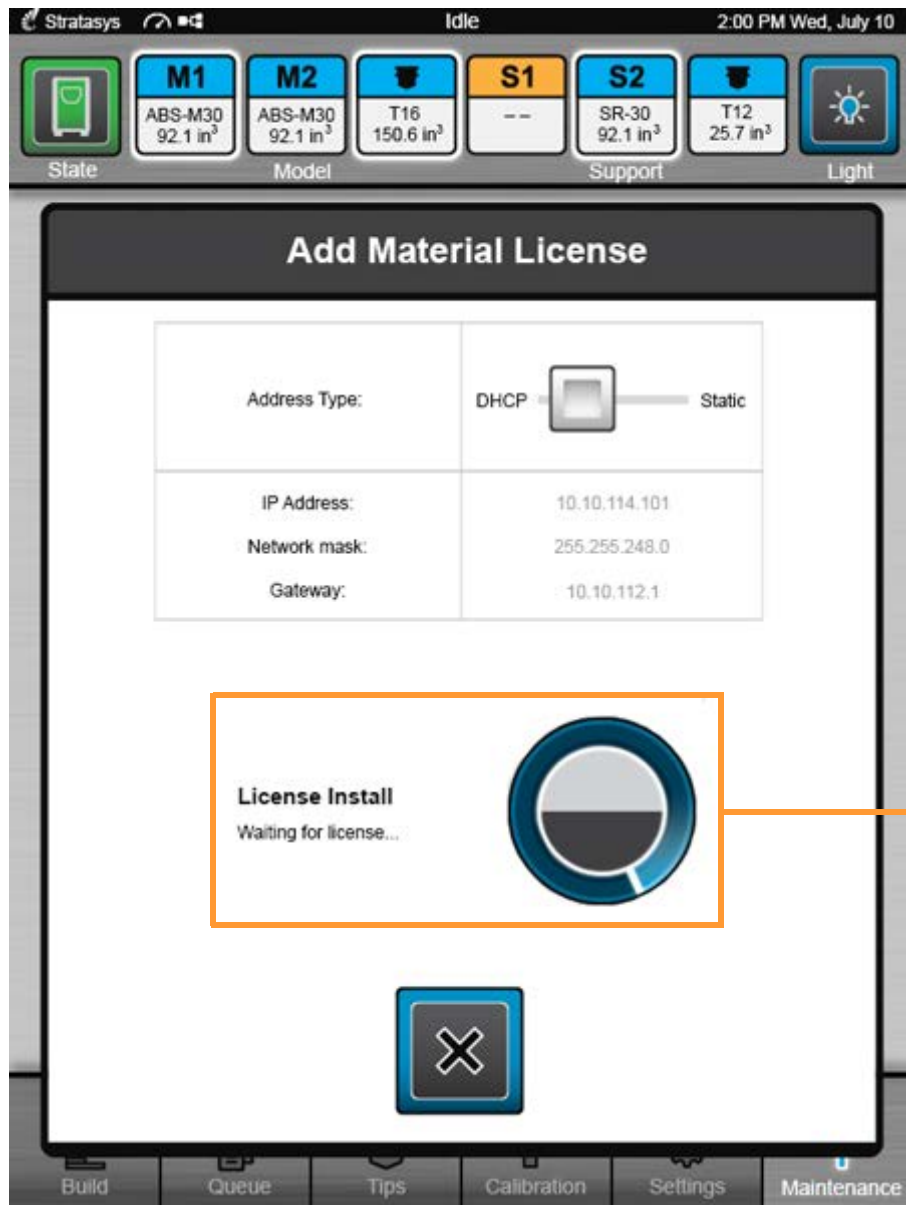 Stratasys Idle 2:00 PM Wed, July 10
M1 M2 S1 S2
ABS-M30 ABS-M30 T16 -- SR-30 T12
92.1 in³ 92.1 in³ 150.6 in³ 92.1 in³ 25.7 in³
State Model Support Light
Add Material License
Address Type: DHCP Static
IP Address: 10.10.114.101
Network mask: 255.255.248.0
Gateway: 10.10.112.1
License Install
Waiting for license...
Build Queue Tips Calibration Settings Maintenance